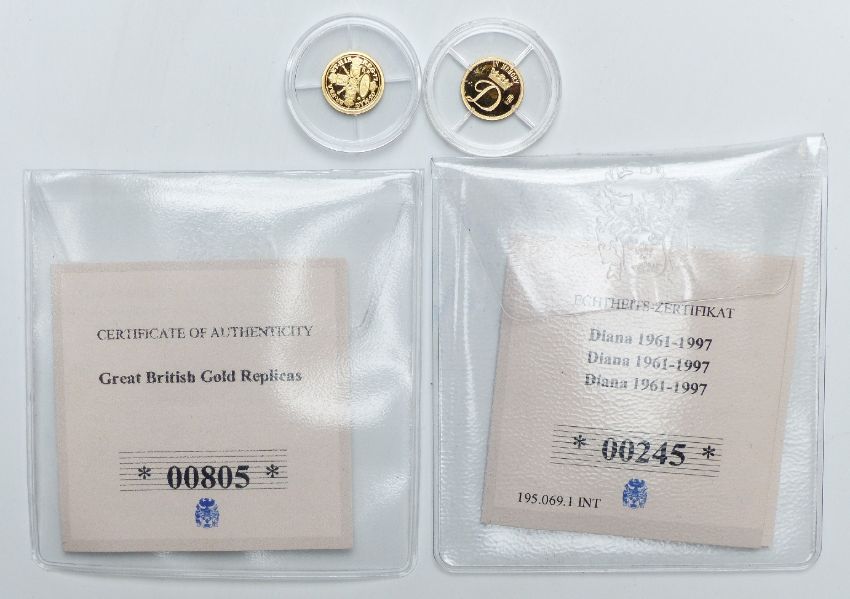 D
CERTIFICATE OF AUTHENTICITY
Great British Gold Replicas
* 00805 *
ECHTHEITS-ZERTIFIKAT
Diana 1961-1997
Diana 1961-1997
Diana 1961-1997
* 00245 *
195.069.1 INT